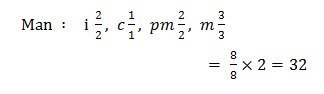 Man : i 2/2, c 1/1, pm 2/2, m 3/3
= 8/8 × 2 = 32